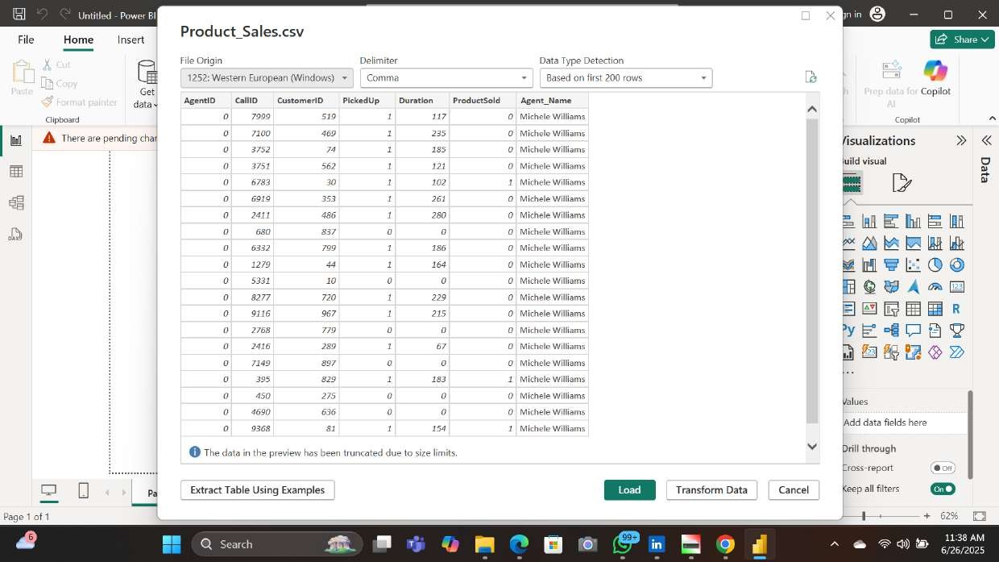 Untitled - Power BI
gn in
File
Home
Insert
Share
Paste
Cut
Copy
Format painter
Clipboard
Get
data
Prep data for
AI
Copilot
Copilot
There are pending char
Product_Sales.csv
File Origin
Delimiter
Data Type Detection
1252: Western European (Windows)
Comma
Based on first 200 rows
AgentID CallID CustomerID PickedUp Duration ProductSold Agent_Name
0 7999 519 1 117 0 Michele Williams
0 7100 469 1 235 0 Michele Williams
0 3752 74 1 185 0 Michele Williams
0 3751 562 1 121 0 Michele Williams
0 6783 30 1 102 1 Michele Williams
0 6919 353 1 261 0 Michele Williams
0 2411 486 1 280 0 Michele Williams
0 680 837 0 0 0 Michele Williams
0 6332 799 1 186 0 Michele Williams
0 1279 44 1 164 0 Michele Williams
0 5331 10 0 0 0 Michele Williams
0 8277 720 1 229 0 Michele Williams
0 9116 967 1 215 0 Michele Williams
0 2768 779 0 0 0 Michele Williams
0 2416 289 1 67 0 Michele Williams
0 7149 897 0 0 0 Michele Williams
0 395 829 1 183 1 Michele Williams
0 450 275 0 0 0 Michele Williams
0 4690 636 0 0 0 Michele Williams
0 9368 81 1 154 1 Michele Williams
The data in the preview has been truncated due to size limits.
Extract Table Using Examples
Load
Transform Data
Cancel
isualizations
uild visual
Data
DAX
123
R
Py
123
...
Values
Add data fields here
Drill through
Cross-report
Off
Keep all filters
On
Pa
Page 1 of 1
62%
6
Search
99+
in
11:38 AM
6/26/2025